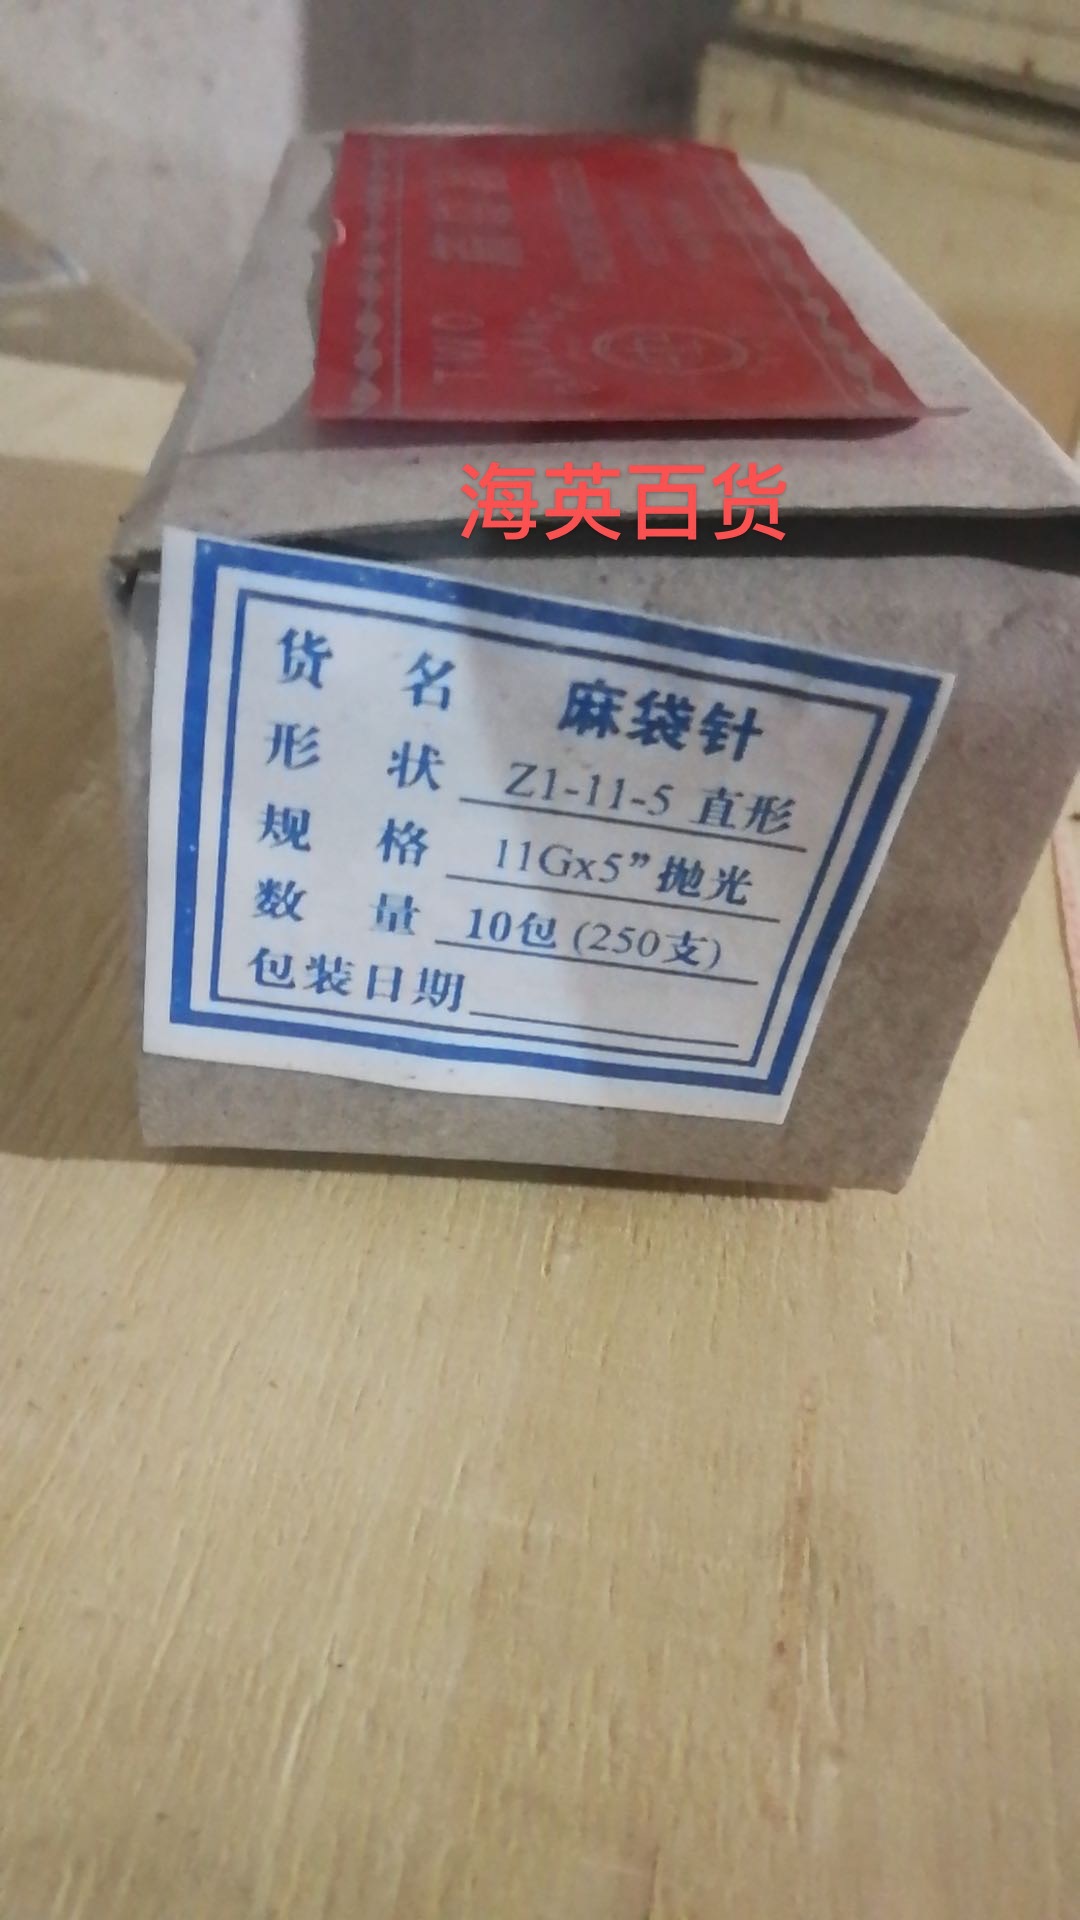 海英百货
货名 麻袋针
形状 Z1-11-5 直形
规格 11Gx5” 抛光
数量 10包 (250支)
包装日期